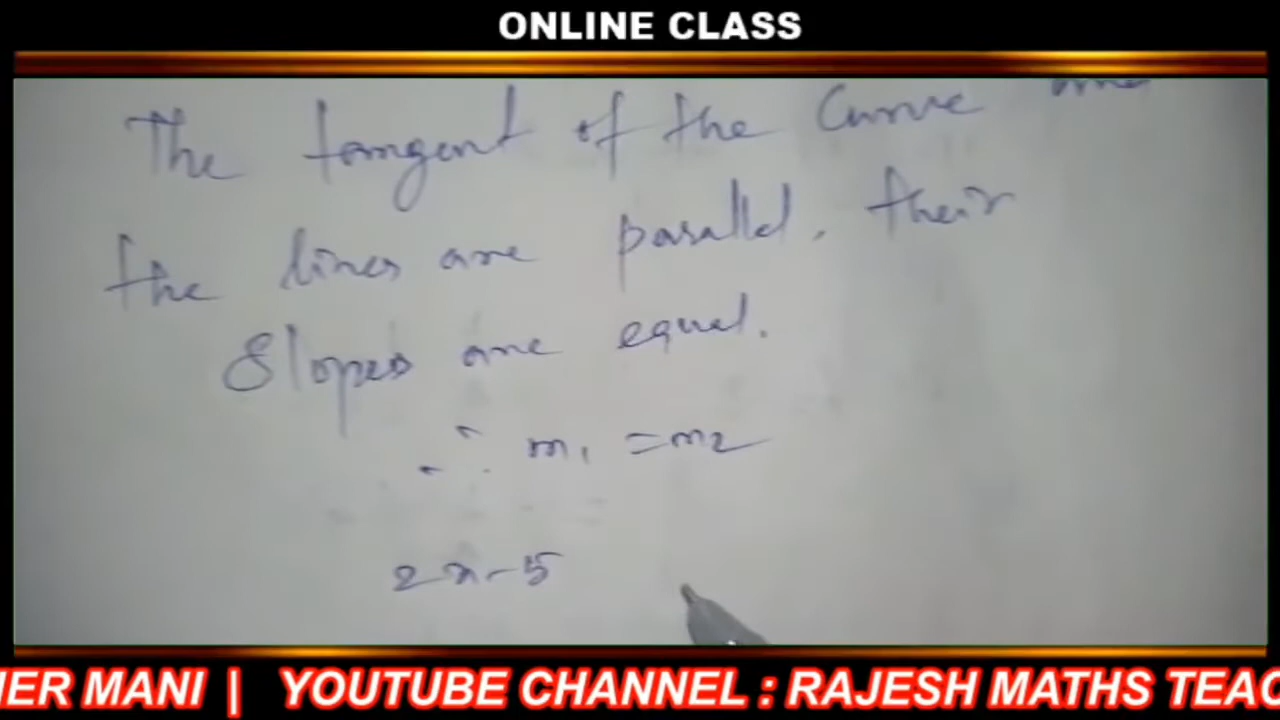 ONLINE CLASS
The tangent of the Curve
the lines are parallel, their
Slopes are equal.
∴ m₁ = m₂
2x-5
HER MANI | YOUTUBE CHANNEL : RAJESH MATHS TEAC